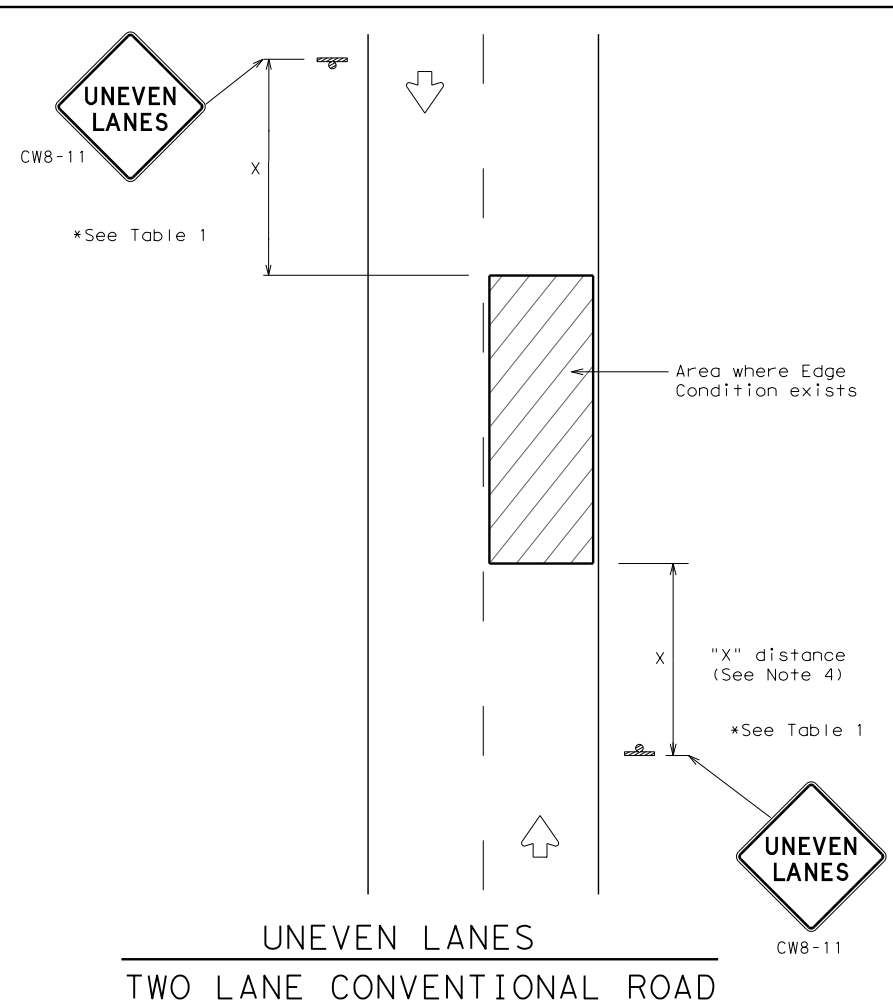 UNEVEN
LANES
CW8-11
X
*See Table 1
Area where Edge
Condition exists
X
"X" distance
(See Note 4)
*See Table 1
UNEVEN
LANES
CW8-11
UNEVEN LANES
TWO LANE CONVENTIONAL ROAD